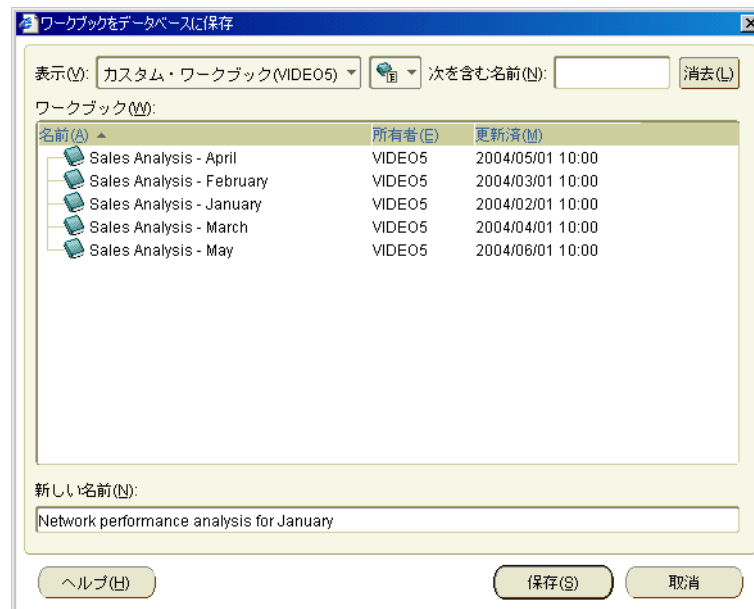 ワークブックをデータベースに保存
表示(V): カスタム・ワークブック(VIDEO5) 次を含む名前(N): 消去(L)
ワークブック(W):
名前(A) 所有者(E) 更新済(M)
Sales Analysis - April VIDEO5 2004/05/01 10:00
Sales Analysis - February VIDEO5 2004/03/01 10:00
Sales Analysis - January VIDEO5 2004/02/01 10:00
Sales Analysis - March VIDEO5 2004/04/01 10:00
Sales Analysis - May VIDEO5 2004/06/01 10:00
新しい名前(N):
Network performance analysis for January
ヘルプ(H) 保存(S) 取消